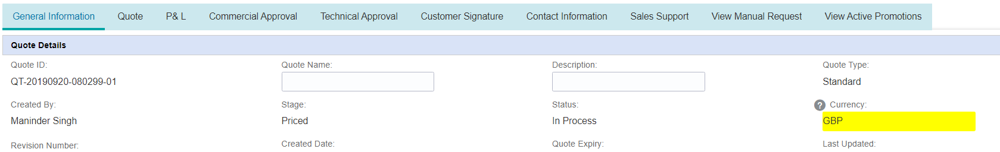 General Information Quote P& L Commercial Approval Technical Approval Customer Signature Contact Information Sales Support View Manual Request View Active Promotions
Quote Details
Quote ID: Quote Name: Description: Quote Type:
QT-20190920-080299-01 Standard
Created By: Stage: Status: ? Currency:
Maninder Singh Priced In Process GBP
Revision Number: Created Date: Quote Expiry: Last Updated: